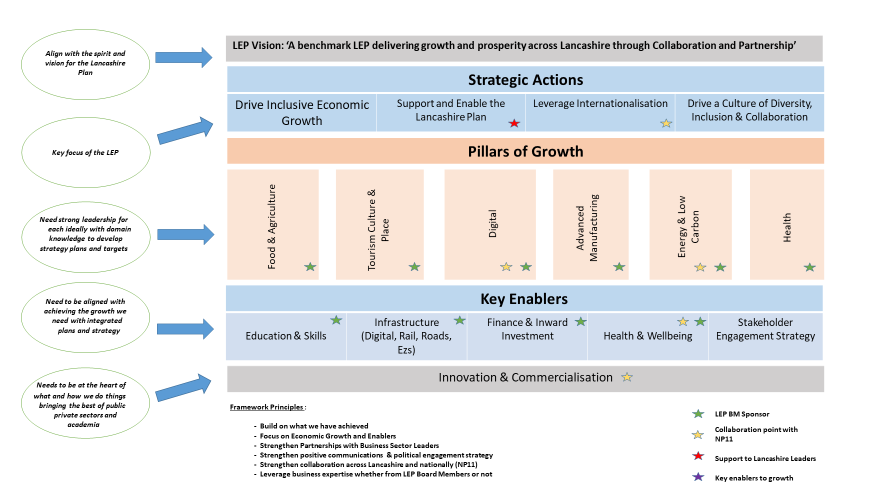 Align with the spirit and
vision for the Lancashire
Plan
LEP Vision: ‘A benchmark LEP delivering growth and prosperity across Lancashire through Collaboration and Partnership’
Strategic Actions
Drive Inclusive Economic
Growth
Support and Enable the
Lancashire Plan
Leverage Internationalisation
Drive a Culture of Diversity,
Inclusion & Collaboration
Key focus of the LEP
Pillars of Growth
Food & Agriculture
Tourism Culture &
Place
Digital
Advanced
Manufacturing
Energy & Low
Carbon
Health
Need strong leadership for
each ideally with domain
knowledge to develop
strategy plans and targets
Key Enablers
Education & Skills
Infrastructure
(Digital, Rail, Roads,
Ezs)
Finance & Inward
Investment
Health & Wellbeing
Stakeholder
Engagement Strategy
Need to be aligned with
achieving the growth we
need with integrated
plans and strategy
Innovation & Commercialisation
Needs to be at the heart of
what and how we do things
bringing the best of public
private sectors and
academia
Framework Principles :
- Build on what we have achieved
- Focus on Economic Growth and Enablers
- Strengthen Partnerships with Business Sector Leaders
- Strengthen positive communications & political engagement strategy
- Strengthen collaboration across Lancashire and nationally (NP11)
- Leverage business expertise whether from LEP Board Members or not
LEP BM Sponsor
Collaboration point with
NP11
Support to Lancashire Leaders
Key enablers to growth